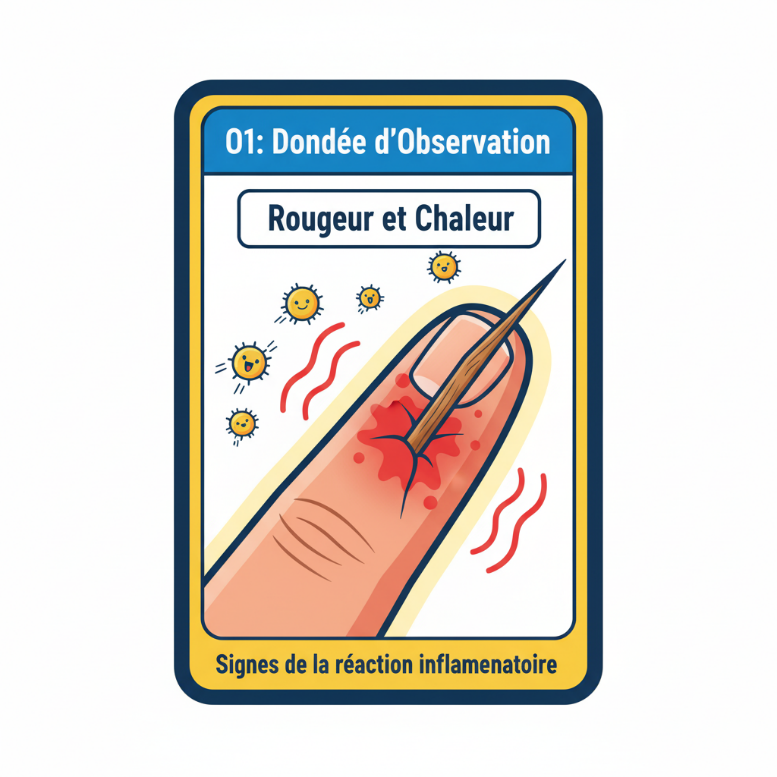 01: Dondée d'Observation
Rougeur et Chaleur
Signes de la réaction inflamenatoire